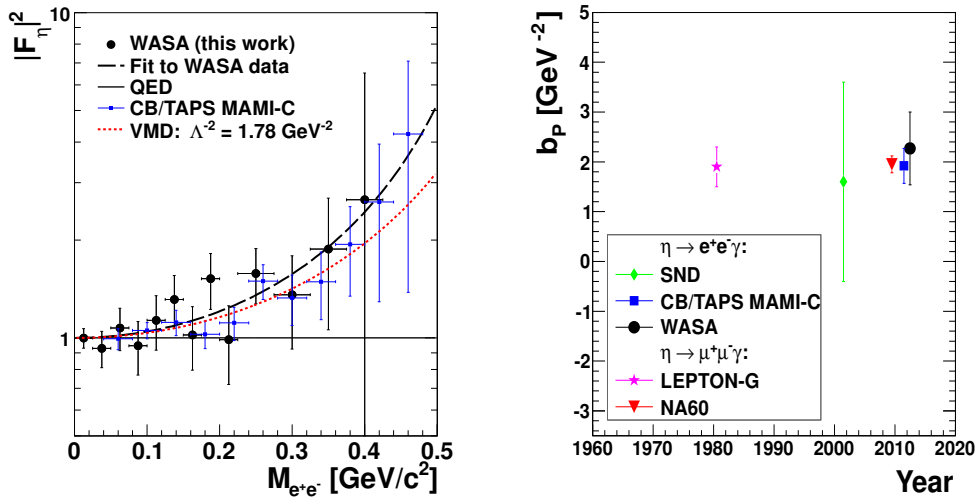 |F_η|²
10
1
WASA (this work)
Fit to WASA data
QED
CB/TAPS MAMI-C
VMD: Λ⁻² = 1.78 GeV⁻²
0 0.1 0.2 0.3 0.4 0.5
M_e⁺e⁻ [GeV/c²]
b_P [GeV⁻²]
5
4
3
2
1
0
-1
-2
-3
η → e⁺e⁻γ:
SND
CB/TAPS MAMI-C
WASA
η → μ⁺μ⁻γ:
LEPTON-G
NA60
1960 1970 1980 1990 2000 2010 2020
Year